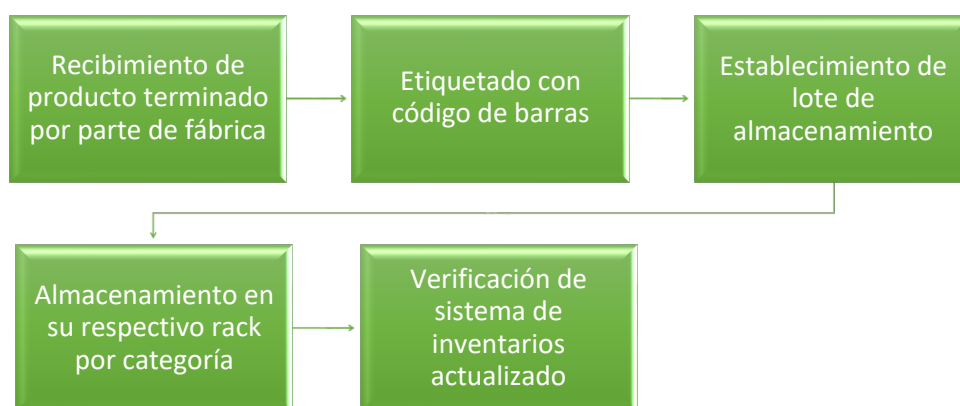 Recibimiento de
producto terminado
por parte de fábrica
Etiquetado con
código de barras
Establecimiento de
lote de
almacenamiento
Almacenamiento en
su respectivo rack
por categoría
Verificación de
sistema de
inventarios
actualizado